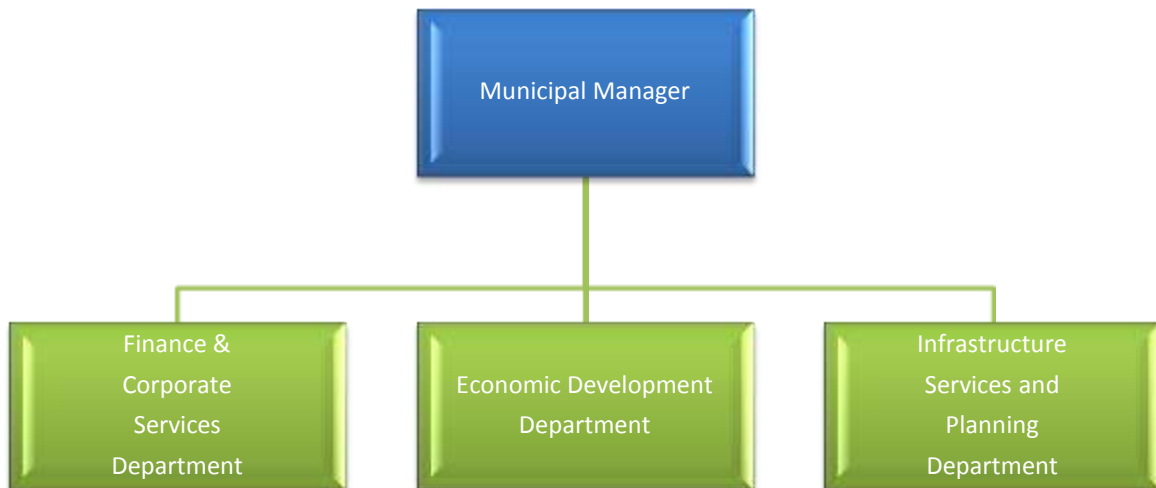 Municipal Manager
Finance &
Corporate
Services
Department
Economic Development
Department
Infrastructure
Services and
Planning
Department